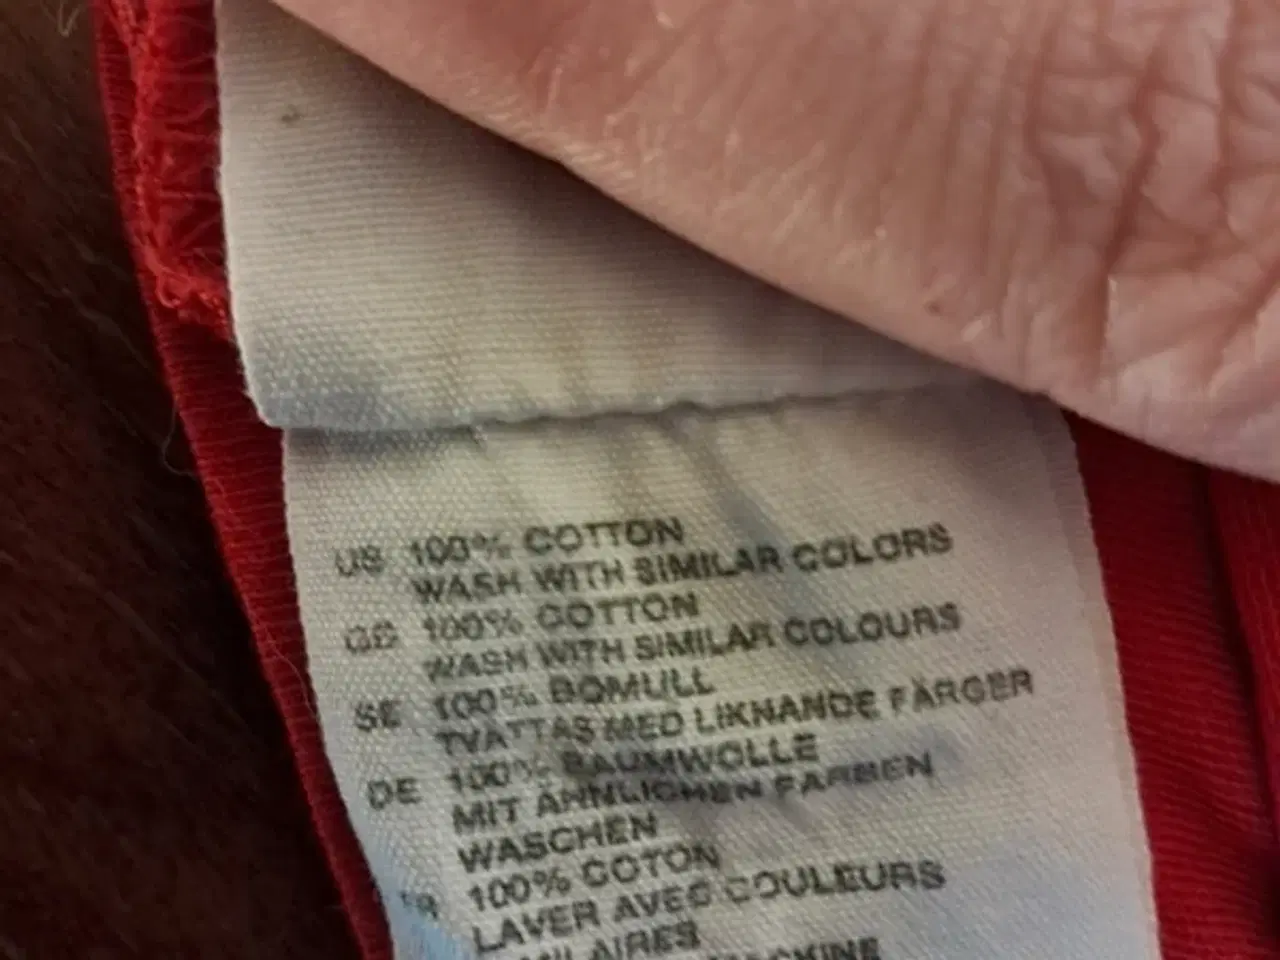 US 100% COTTON
WASH WITH SIMILAR COLORS
GB 100% COTTON
WASH WITH SIMILAR COLOURS
SE 100% BOMULL
TVÄTTAS MED LIKNANDE FÄRGER
DE 100% BAUMWOLLE
MIT ÄHNLICHEN FARBEN
WASCHEN
FR 100% COTON
LAVER AVEC COULEURS